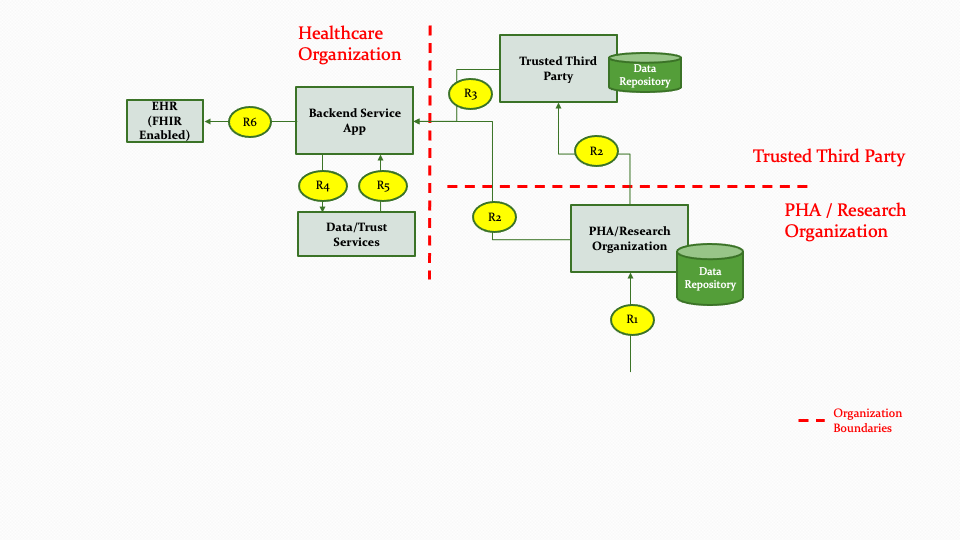 Healthcare
Organization
Trusted Third
Party
Data
Repository
R3
EHR
(FHIR
Enabled)
R6
Backend Service
App
R2
Trusted Third Party
R4
R5
R2
PHA / Research
Organization
Data/Trust
Services
PHA/Research
Organization
Data
Repository
R1
Organization
Boundaries